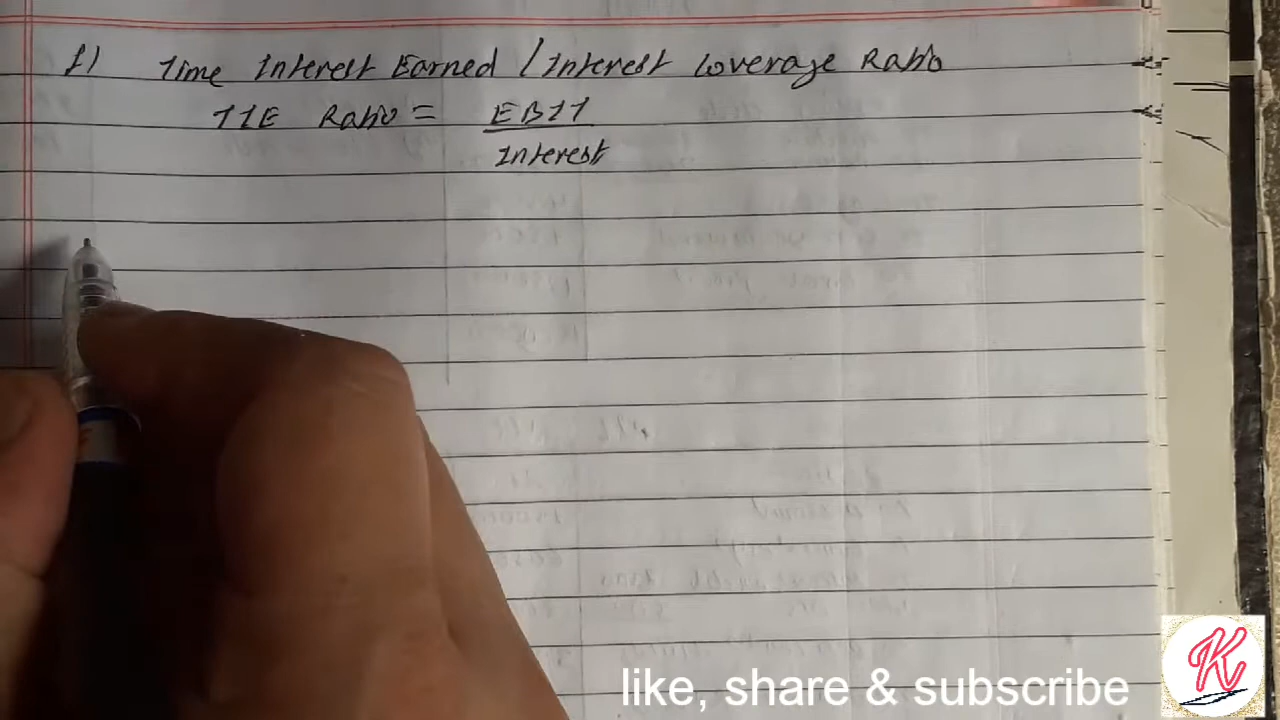 f) Time Interest Earned / Interest Coverage Ratio
TIE Ratio = EBIT
Interest
like, share & subscribe
K